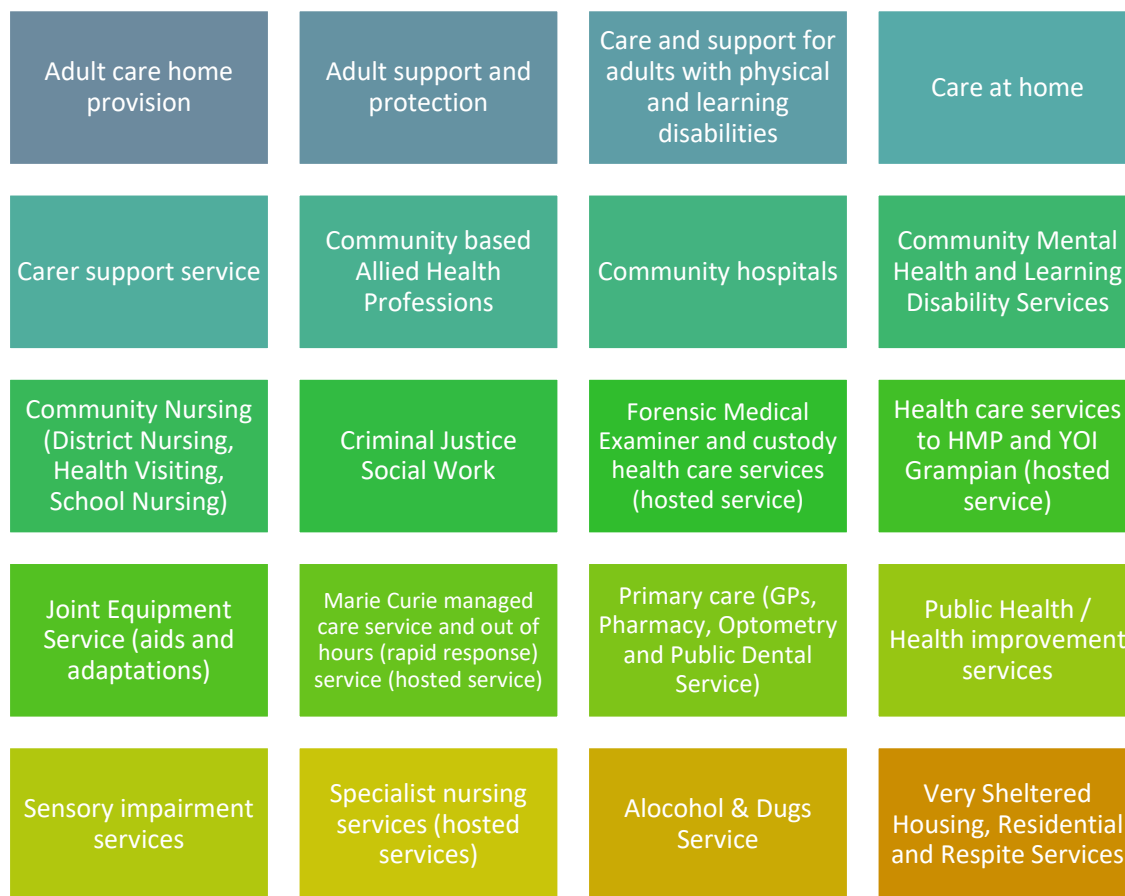 Adult care home
provision
Adult support and
protection
Care and support for
adults with physical
and learning
disabilities
Care at home
Carer support service
Community based
Allied Health
Professions
Community hospitals
Community Mental
Health and Learning
Disability Services
Community Nursing
(District Nursing,
Health Visiting,
School Nursing)
Criminal Justice
Social Work
Forensic Medical
Examiner and custody
health care services
(hosted service)
Health care services
to HMP and YOI
Grampian (hosted
service)
Joint Equipment
Service (aids and
adaptations)
Marie Curie managed
care service and out of
hours (rapid response)
service (hosted service)
Primary care (GPs,
Pharmacy, Optometry
and Public Dental
Service)
Public Health /
Health improvement
services
Sensory impairment
services
Specialist nursing
services (hosted
services)
Alocohol & Dugs
Service
Very Sheltered
Housing, Residential
and Respite Services